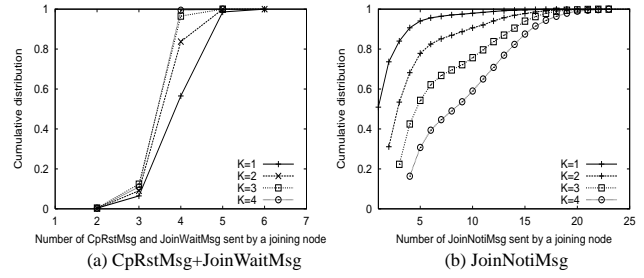 Cumulative distribution
1
0.8
0.6
0.4
0.2
0
K=1
K=2
K=3
K=4
1 2 3 4 5 6 7
Number of CpRstMsg and JoinWaitMsg sent by a joining node
(a) CpRstMsg+JoinWaitMsg
Cumulative distribution
1
0.8
0.6
0.4
0.2
0
K=1
K=2
K=3
K=4
5 10 15 20 25
Number of JoinNotiMsg sent by a joining node
(b) JoinNotiMsg